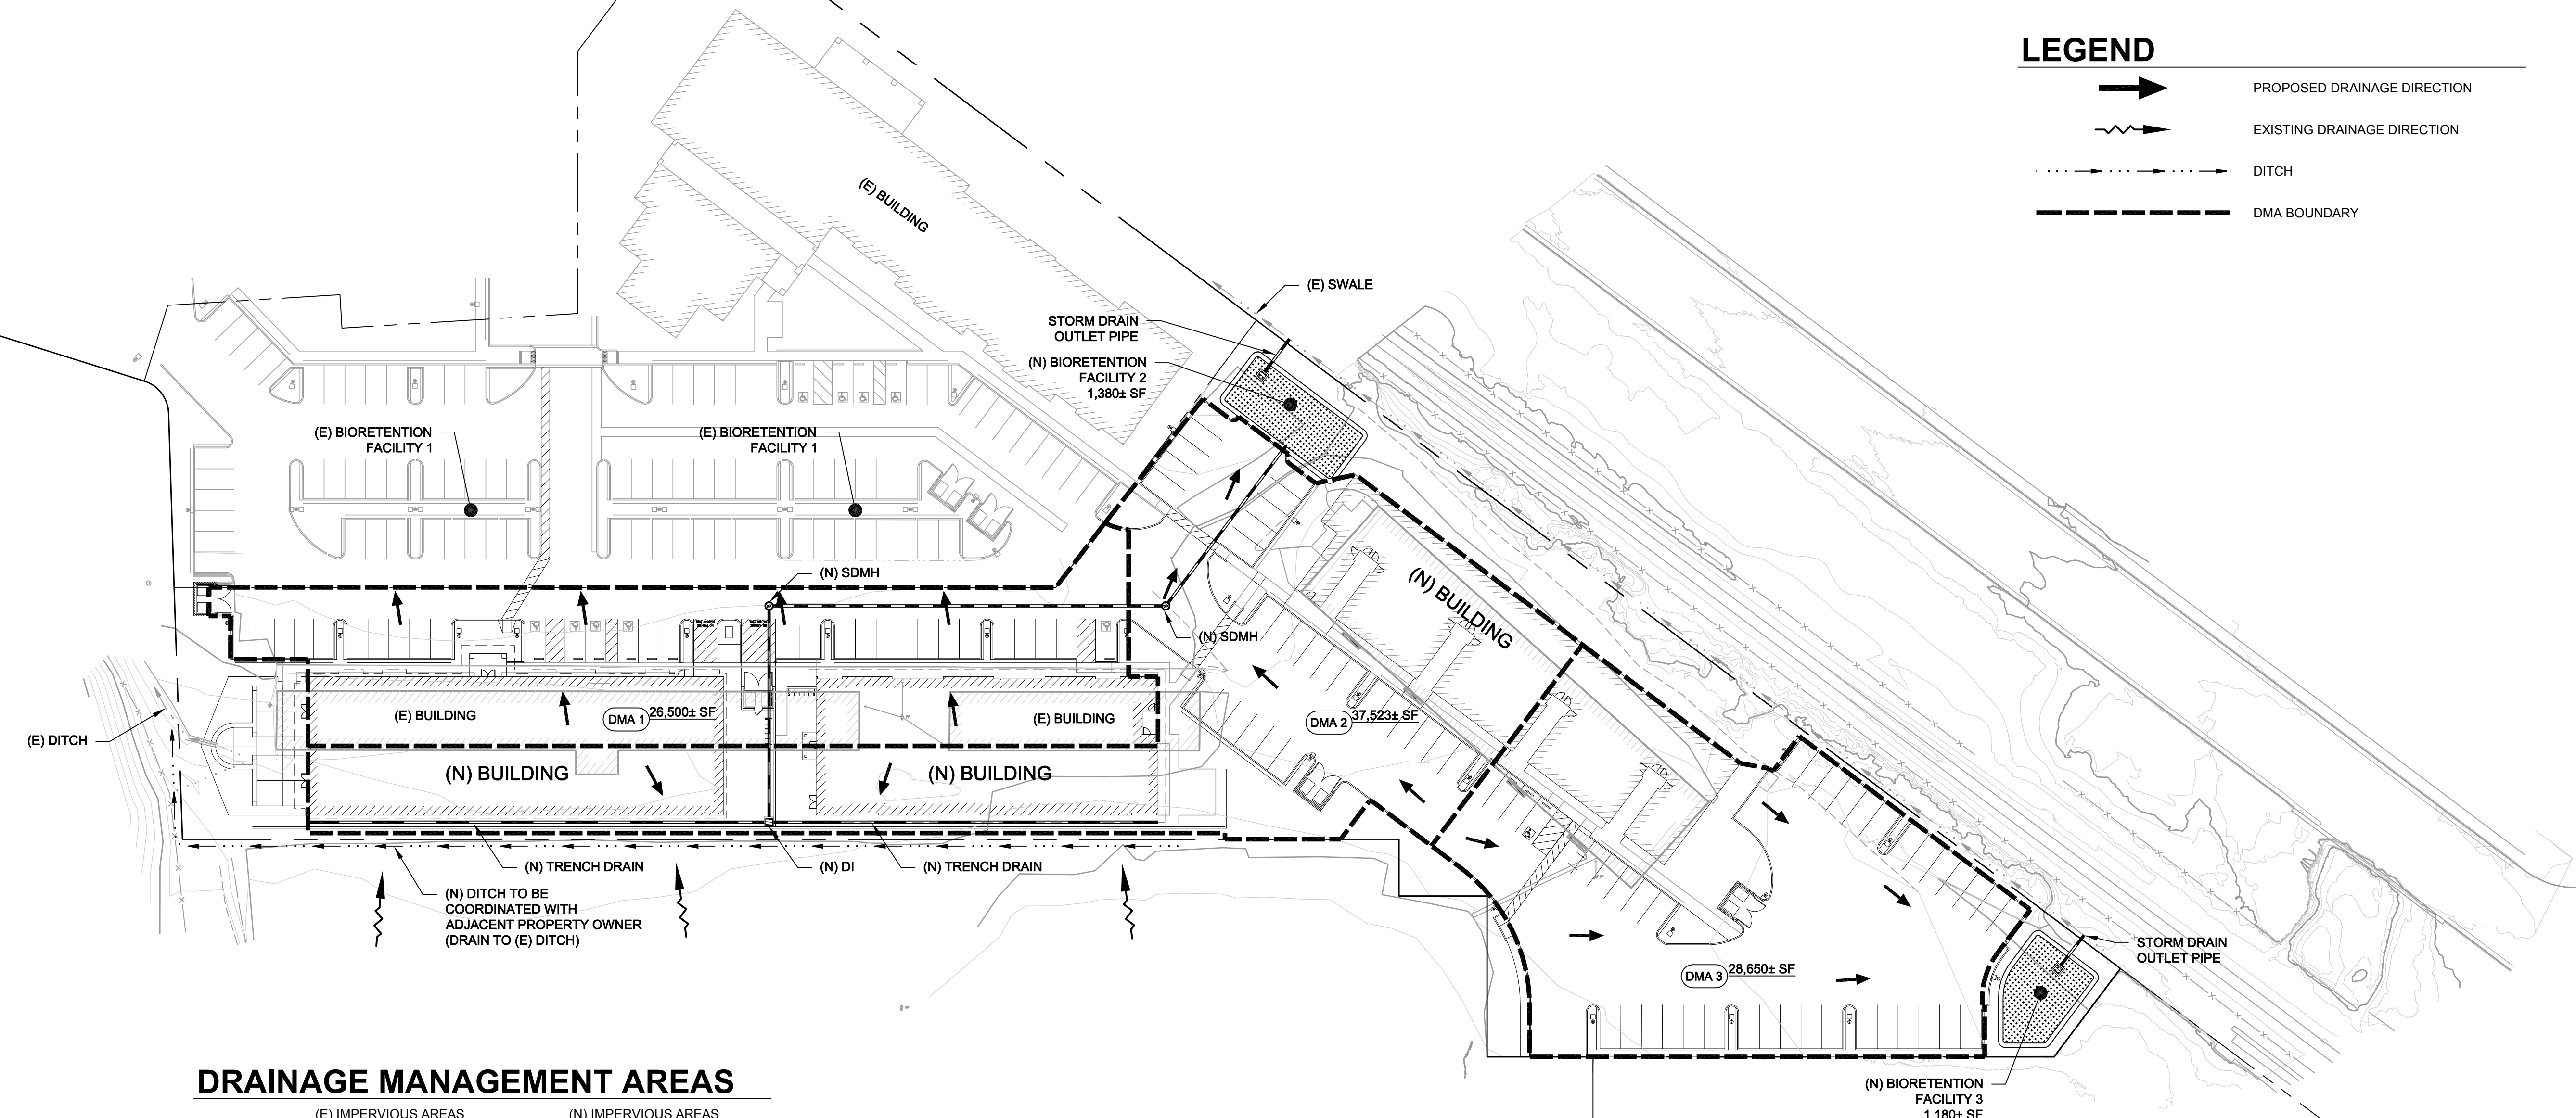 LEGEND
PROPOSED DRAINAGE DIRECTION
EXISTING DRAINAGE DIRECTION
DITCH
DMA BOUNDARY
(E) BUILDING
(E) SWALE
STORM DRAIN
OUTLET PIPE
(N) BIORETENTION
FACILITY 2
1,380± SF
(E) BIORETENTION
FACILITY 1
(E) BIORETENTION
FACILITY 1
(N) SDMH
(N) SDMH
(N) BUILDING
(E) DITCH
(E) BUILDING
DMA 1
26,500± SF
(E) BUILDING
DMA 2
37,523± SF
(N) BUILDING
(N) BUILDING
(N) TRENCH DRAIN
(N) DI
(N) TRENCH DRAIN
(N) DITCH TO BE
COORDINATED WITH
ADJACENT PROPERTY OWNER
(DRAIN TO (E) DITCH)
DMA 3
28,650± SF
STORM DRAIN
OUTLET PIPE
(N) BIORETENTION
FACILITY 3
1,180± SF
DRAINAGE MANAGEMENT AREAS
(E) IMPERVIOUS AREAS
(N) IMPERVIOUS AREAS